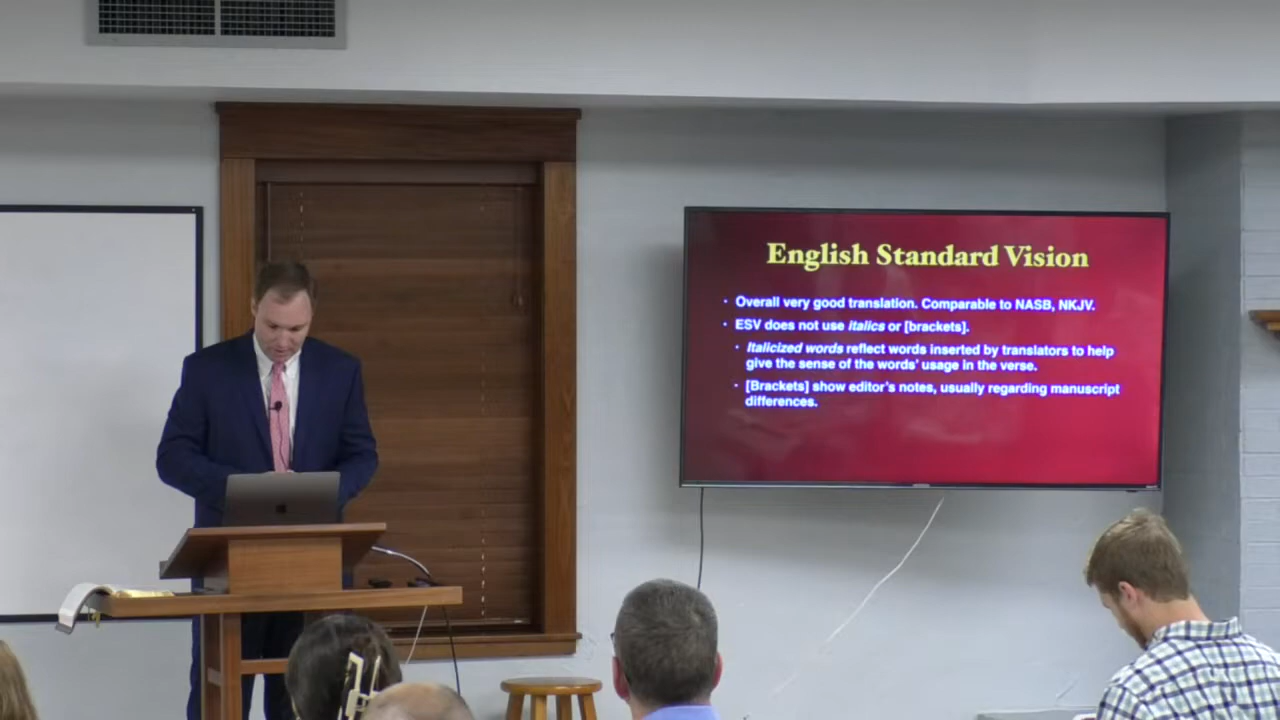 English Standard Vision
· Overall very good translation. Comparable to NASB, NKJV.
· ESV does not use italics or [brackets].
· Italicized words reflect words inserted by translators to help
give the sense of the words' usage in the verse.
· [Brackets] show editor's notes, usually regarding manuscript
differences.